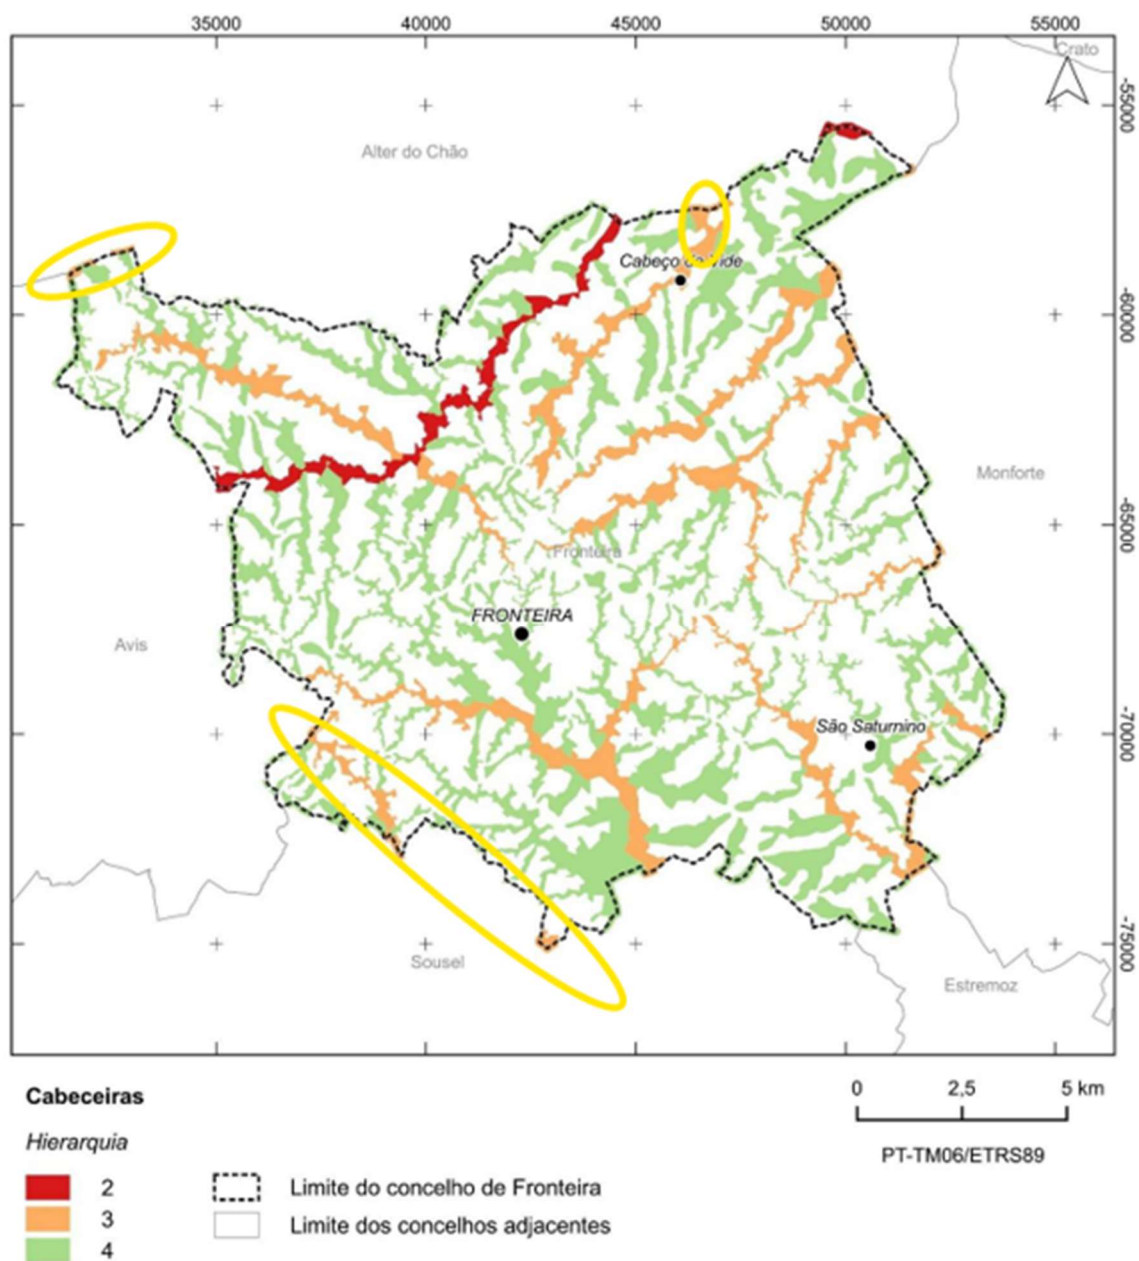 35000 40000 45000 50000 55000
Crato
-55000
Alter do Chão
Cabeço de Vide
-60000
Monforte
-65000
Fronteira
FRONTEIRA
Avis
São Saturnino
-70000
-75000
Sousel
Estremoz
Cabeceiras
0 2,5 5 km
Hierarquia
PT-TM06/ETRS89
2 Limite do concelho de Fronteira
3 Limite dos concelhos adjacentes
4